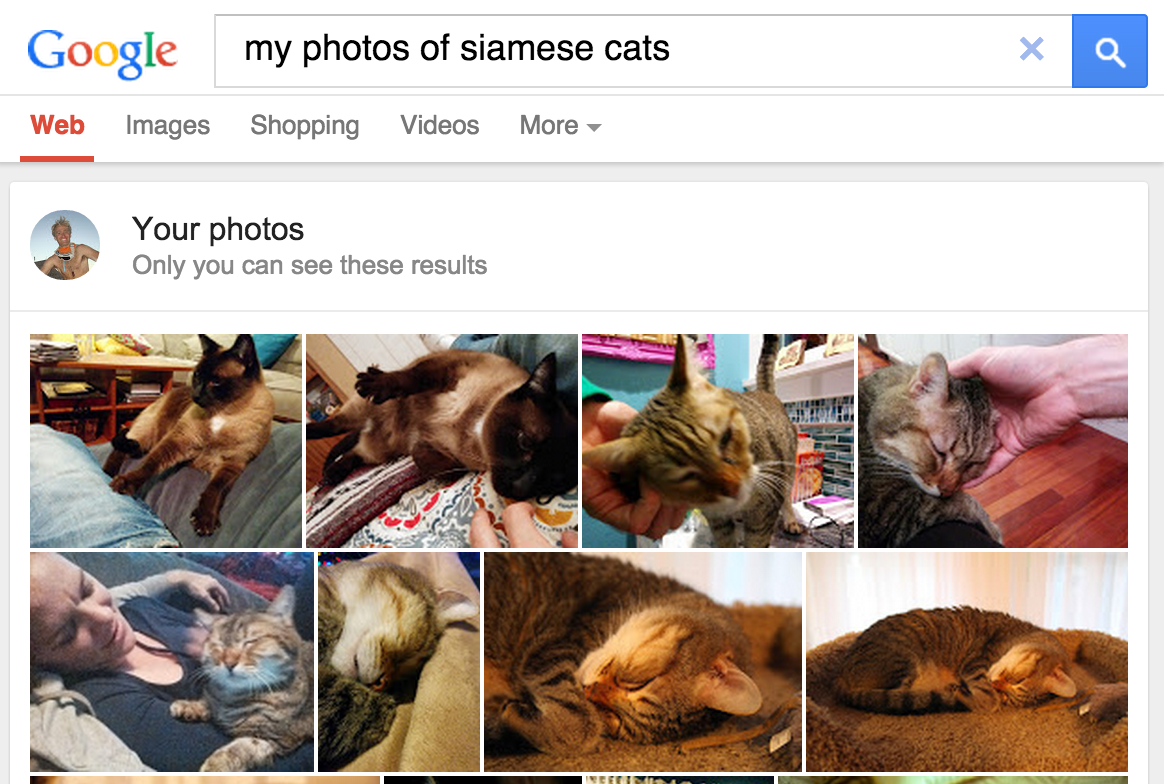 Google
my photos of siamese cats
Web Images Shopping Videos More
Your photos
Only you can see these results